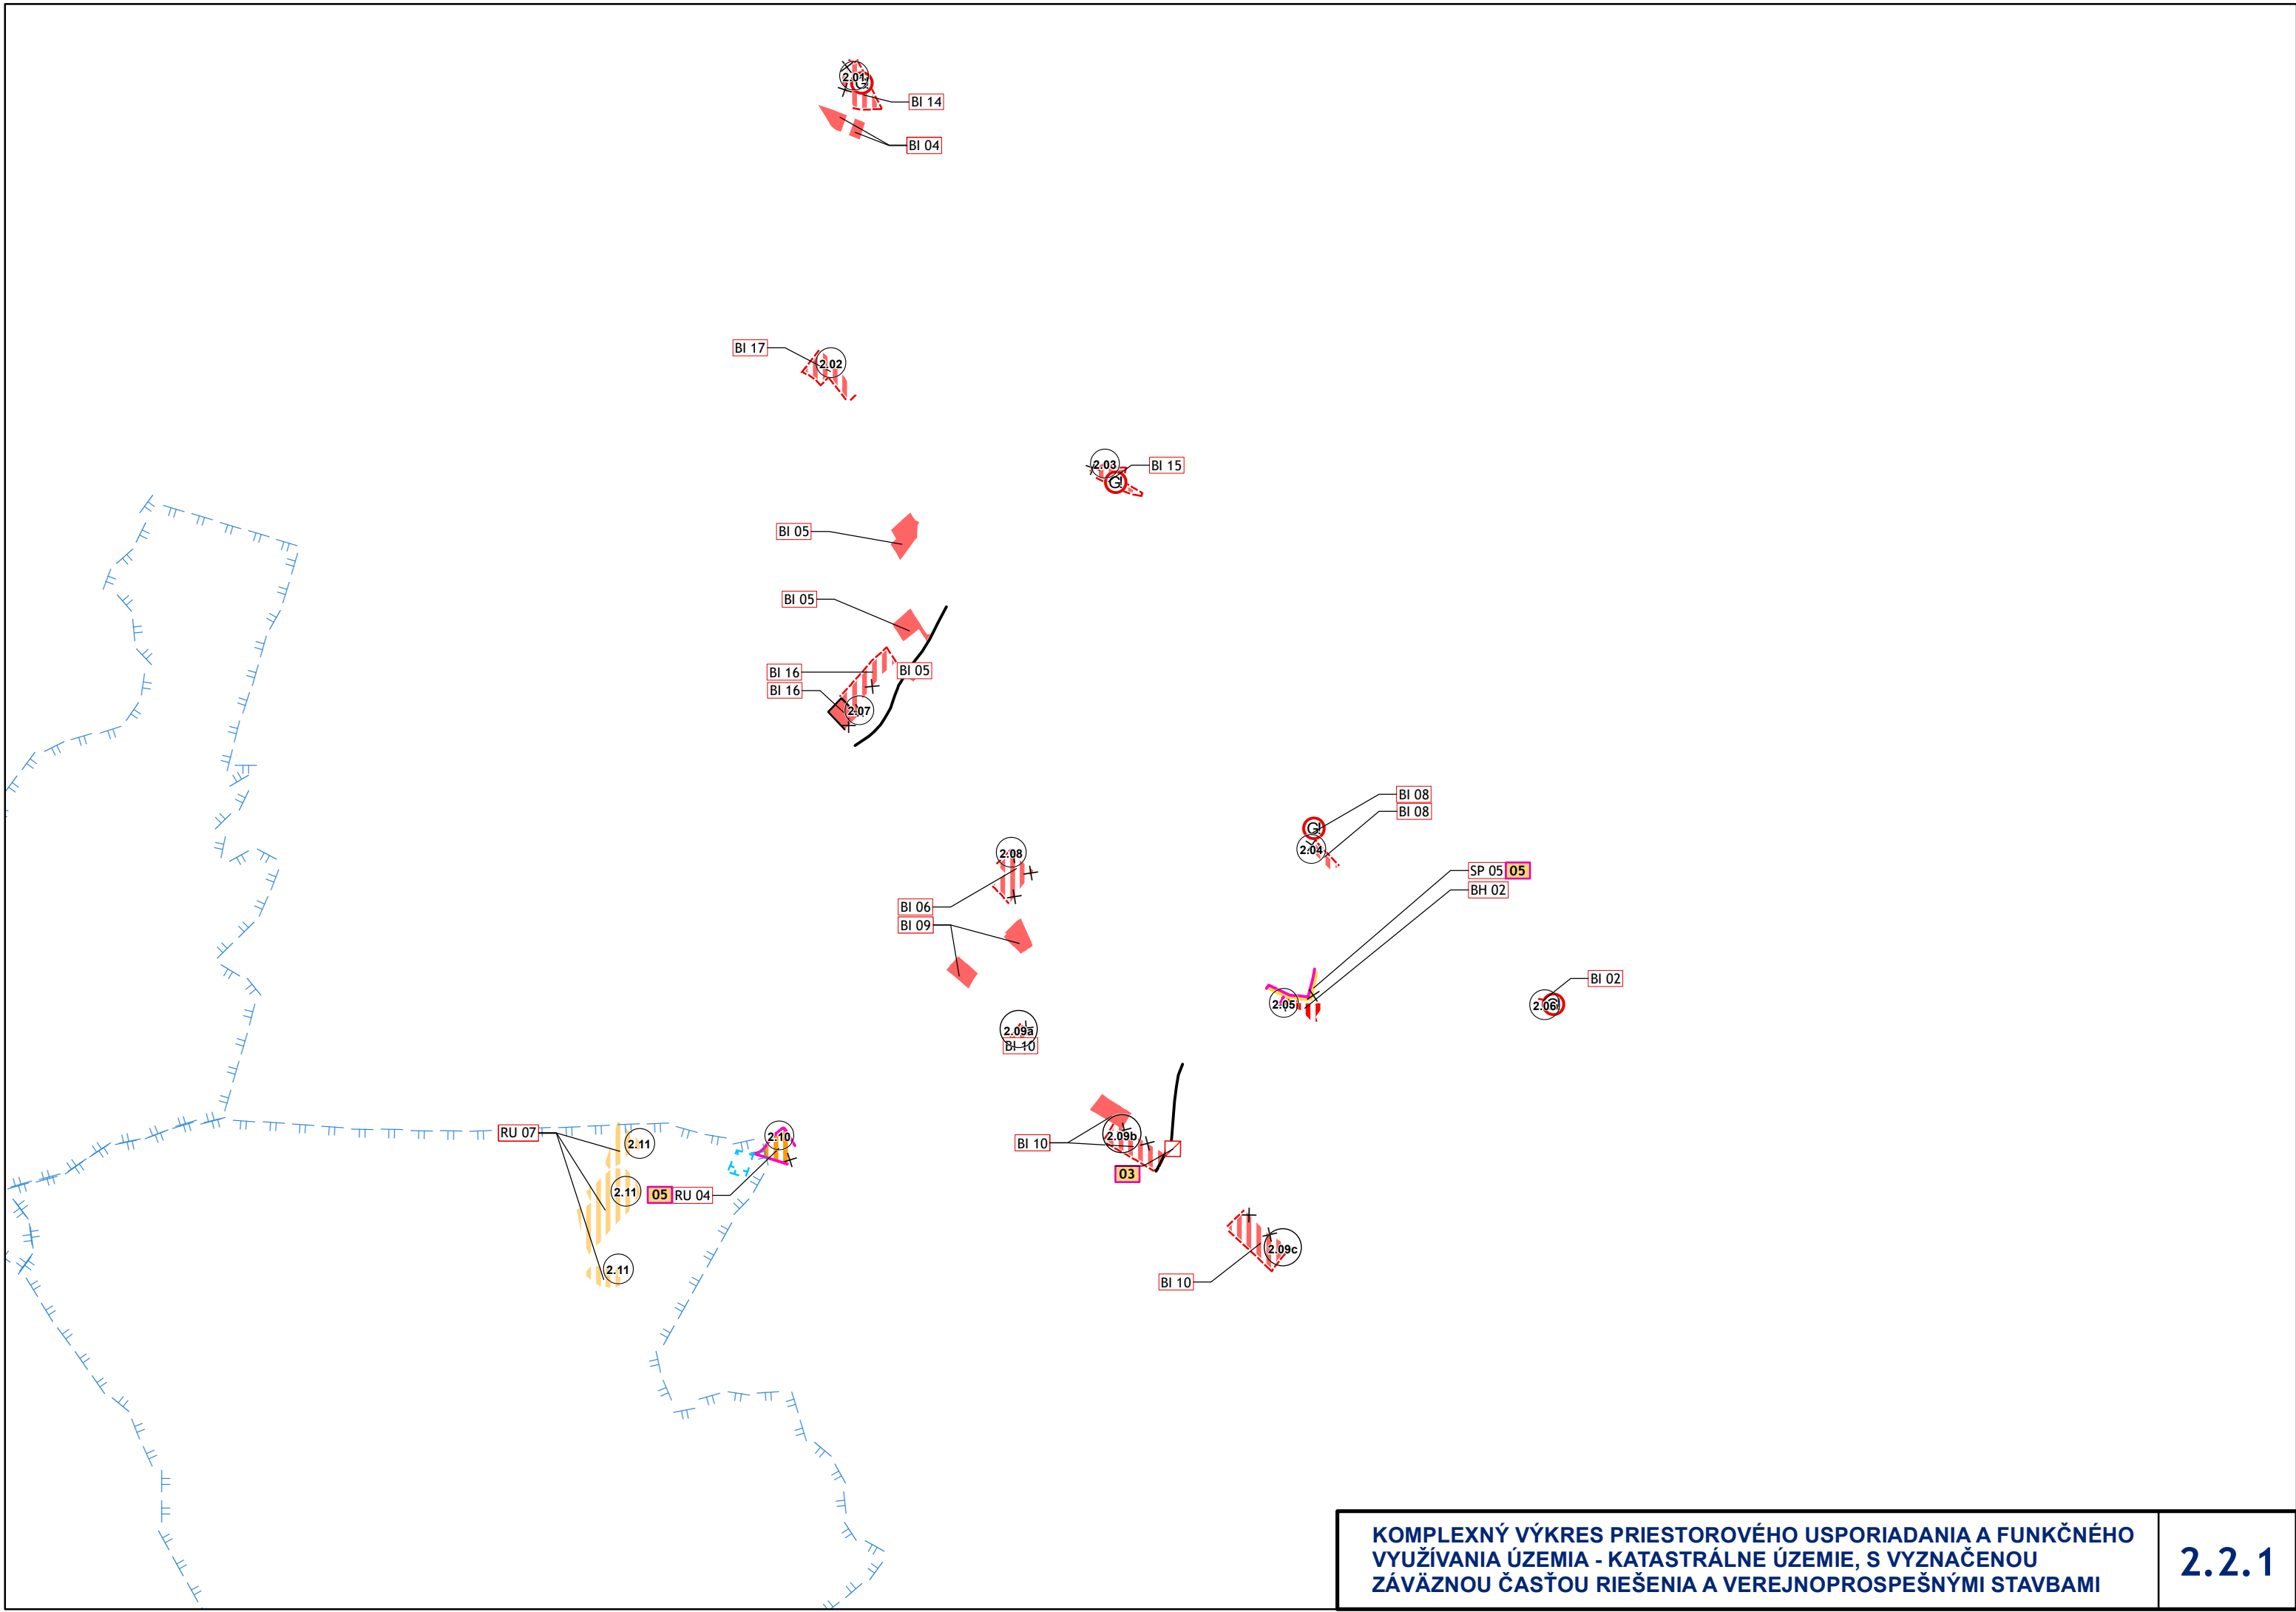 2.01
G!
BI 14
BI 04
BI 17
2.02
2.03
BI 15
G!
BI 05
BI 05
BI 16
BI 05
BI 16
2.07
BI 08
BI 08
G!
2.04
2.08
SP 05 05
BH 02
BI 06
BI 09
BI 02
2.05
2.06
2.09a
BI 10
RU 07
2.11
2.10
2.09b
BI 10
03
2.11
05 RU 04
2.09c
2.11
BI 10
KOMPLEXNÝ VÝKRES PRIESTOROVÉHO USPORIADANIA A FUNKČNÉHO
VYUŽÍVANIA ÚZEMIA - KATASTRÁLNE ÚZEMIE, S VYZNAČENOU
ZÁVÄZNOU ČASŤOU RIEŠENIA A VEREJNOPROSPEŠNÝMI STAVBAMI
2.2.1